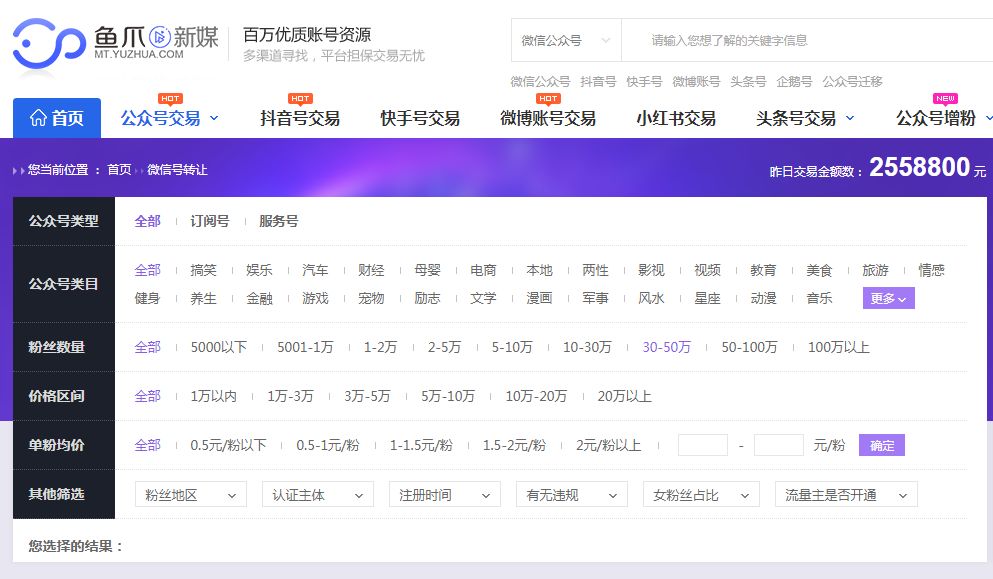 鱼爪新媒 百万优质账号资源 微信公众号 请输入您想了解的关键字信息
MT.YUZHUA.COM 多渠道寻找,平台担保交易无忧
微信公众号 抖音号 快手号 微博账号 头条号 企鹅号 公众号迁移
HOT HOT HOT NEW
首页 公众号交易 抖音号交易 快手号交易 微博账号交易 小红书交易 头条号交易 公众号增粉
您当前位置 : 首页 微信号转让 昨日交易金额数: 2558800 元
公众号类型 全部 订阅号 服务号
公众号类目 全部 搞笑 娱乐 汽车 财经 母婴 电商 本地 两性 影视 视频 教育 美食 旅游 情感
健身 养生 金融 游戏 宠物 励志 文学 漫画 军事 风水 星座 动漫 音乐 更多
粉丝数量 全部 5000以下 5001-1万 1-2万 2-5万 5-10万 10-30万 30-50万 50-100万 100万以上
价格区间 全部 1万以内 1万-3万 3万-5万 5万-10万 10万-20万 20万以上
单粉均价 全部 0.5元/粉以下 0.5-1元/粉 1-1.5元/粉 1.5-2元/粉 2元/粉以上 - 元/粉 确定
其他筛选 粉丝地区 认证主体 注册时间 有无违规 女粉丝占比 流量主是否开通
您选择的结果: